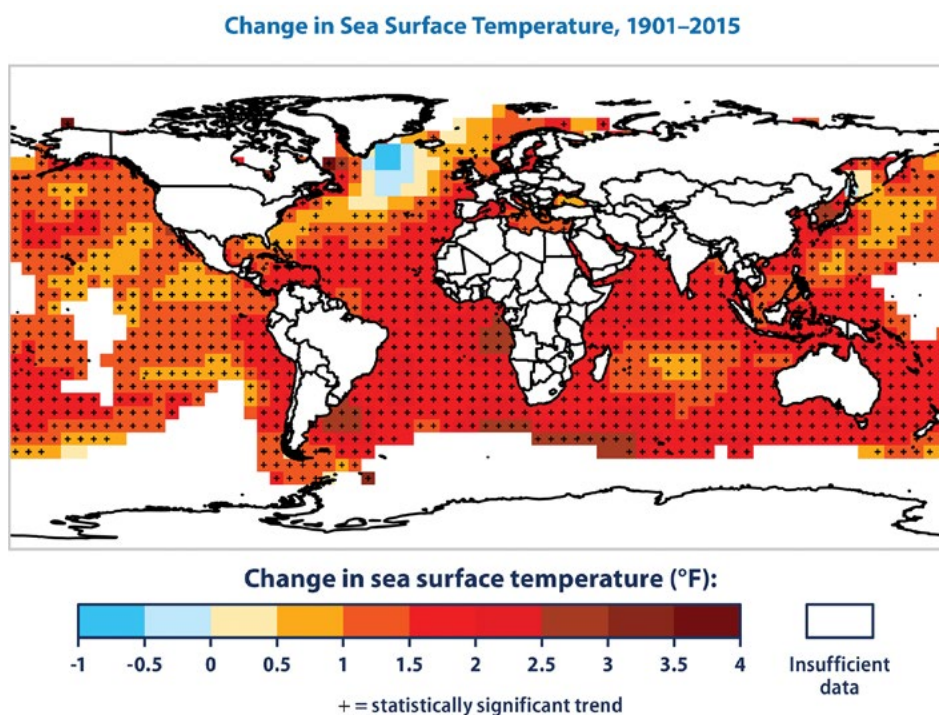 Change in Sea Surface Temperature, 1901–2015
Change in sea surface temperature (°F):
-1 -0.5 0 0.5 1 1.5 2 2.5 3 3.5 4
Insufficient
data
+ = statistically significant trend